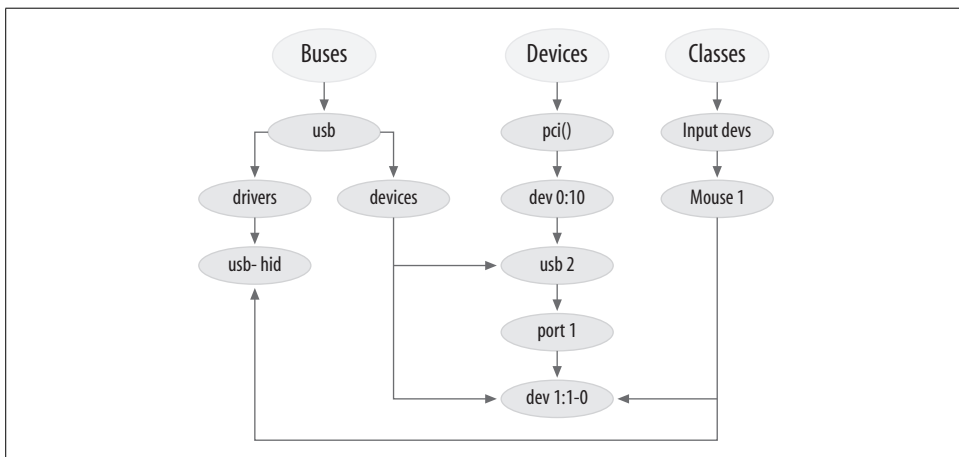 Buses Devices Classes
usb pci() Input devs
drivers devices dev 0:10 Mouse 1
usb- hid usb 2
port 1
dev 1:1-0